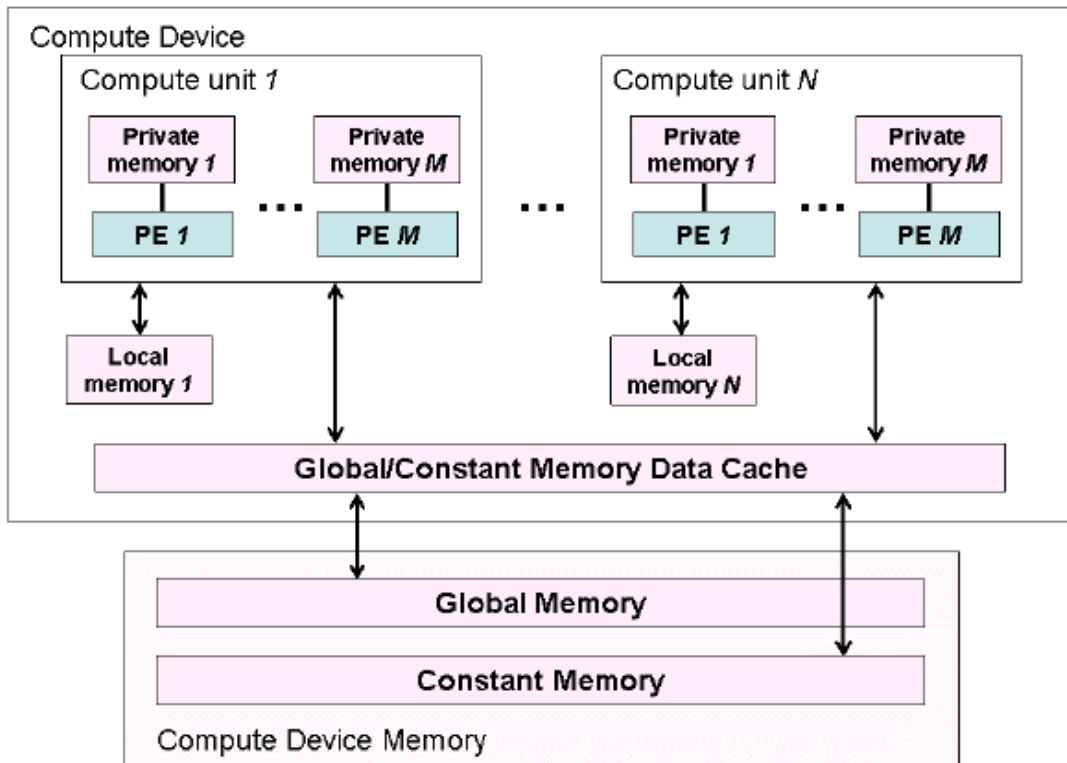 Compute Device
Compute unit 1
Compute unit N
Private
memory 1
Private
memory M
Private
memory 1
Private
memory M
...
...
...
PE 1
PE M
PE 1
PE M
Local
memory 1
Local
memory N
Global/Constant Memory Data Cache
Global Memory
Constant Memory
Compute Device Memory